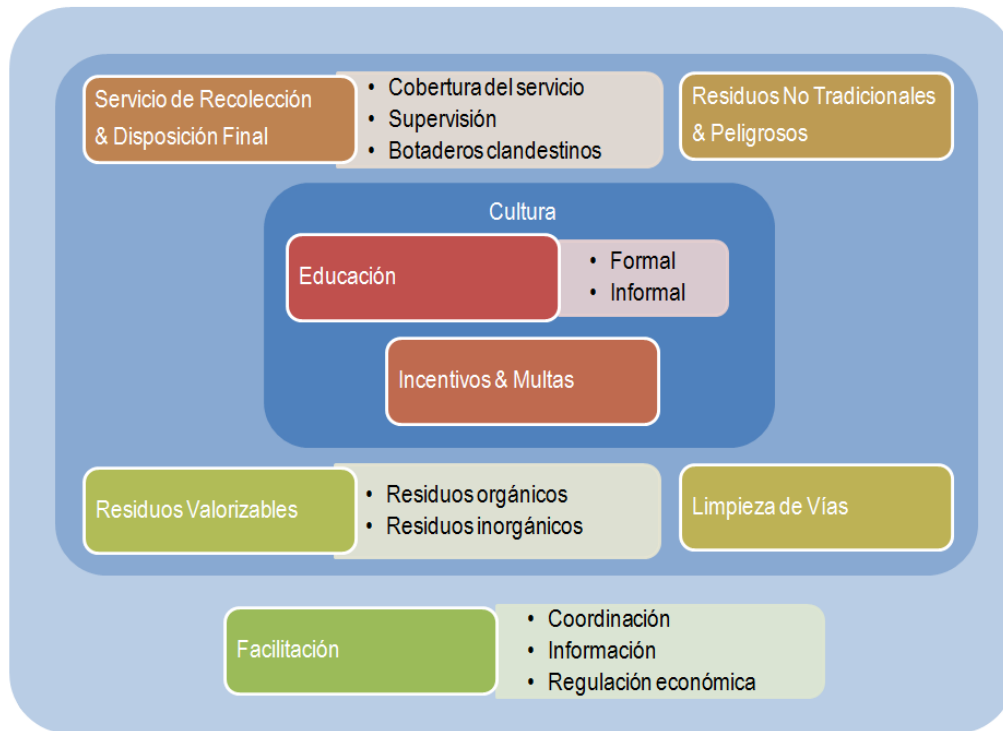 Servicio de Recolección
& Disposición Final
• Cobertura del servicio
• Supervisión
• Botaderos clandestinos
Residuos No Tradicionales
& Peligrosos
Cultura
Educación
• Formal
• Informal
Incentivos & Multas
Residuos Valorizables
• Residuos orgánicos
• Residuos inorgánicos
Limpieza de Vías
Facilitación
• Coordinación
• Información
• Regulación económica